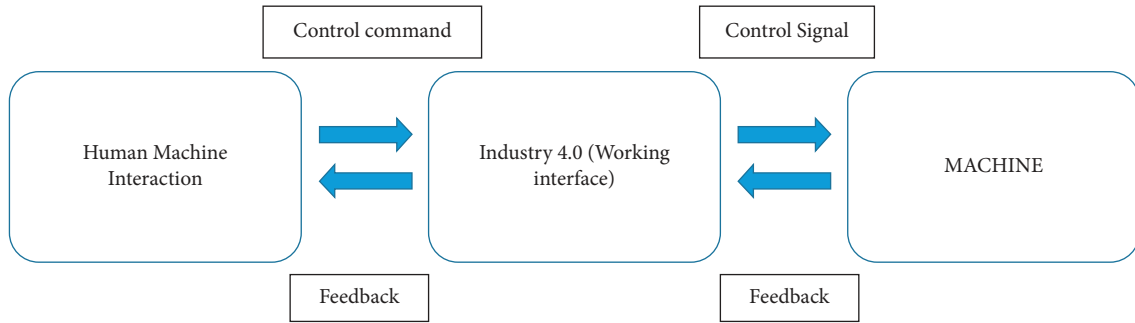 Control command
Control Signal
Human Machine
Interaction
Industry 4.0 (Working
interface)
MACHINE
Feedback
Feedback